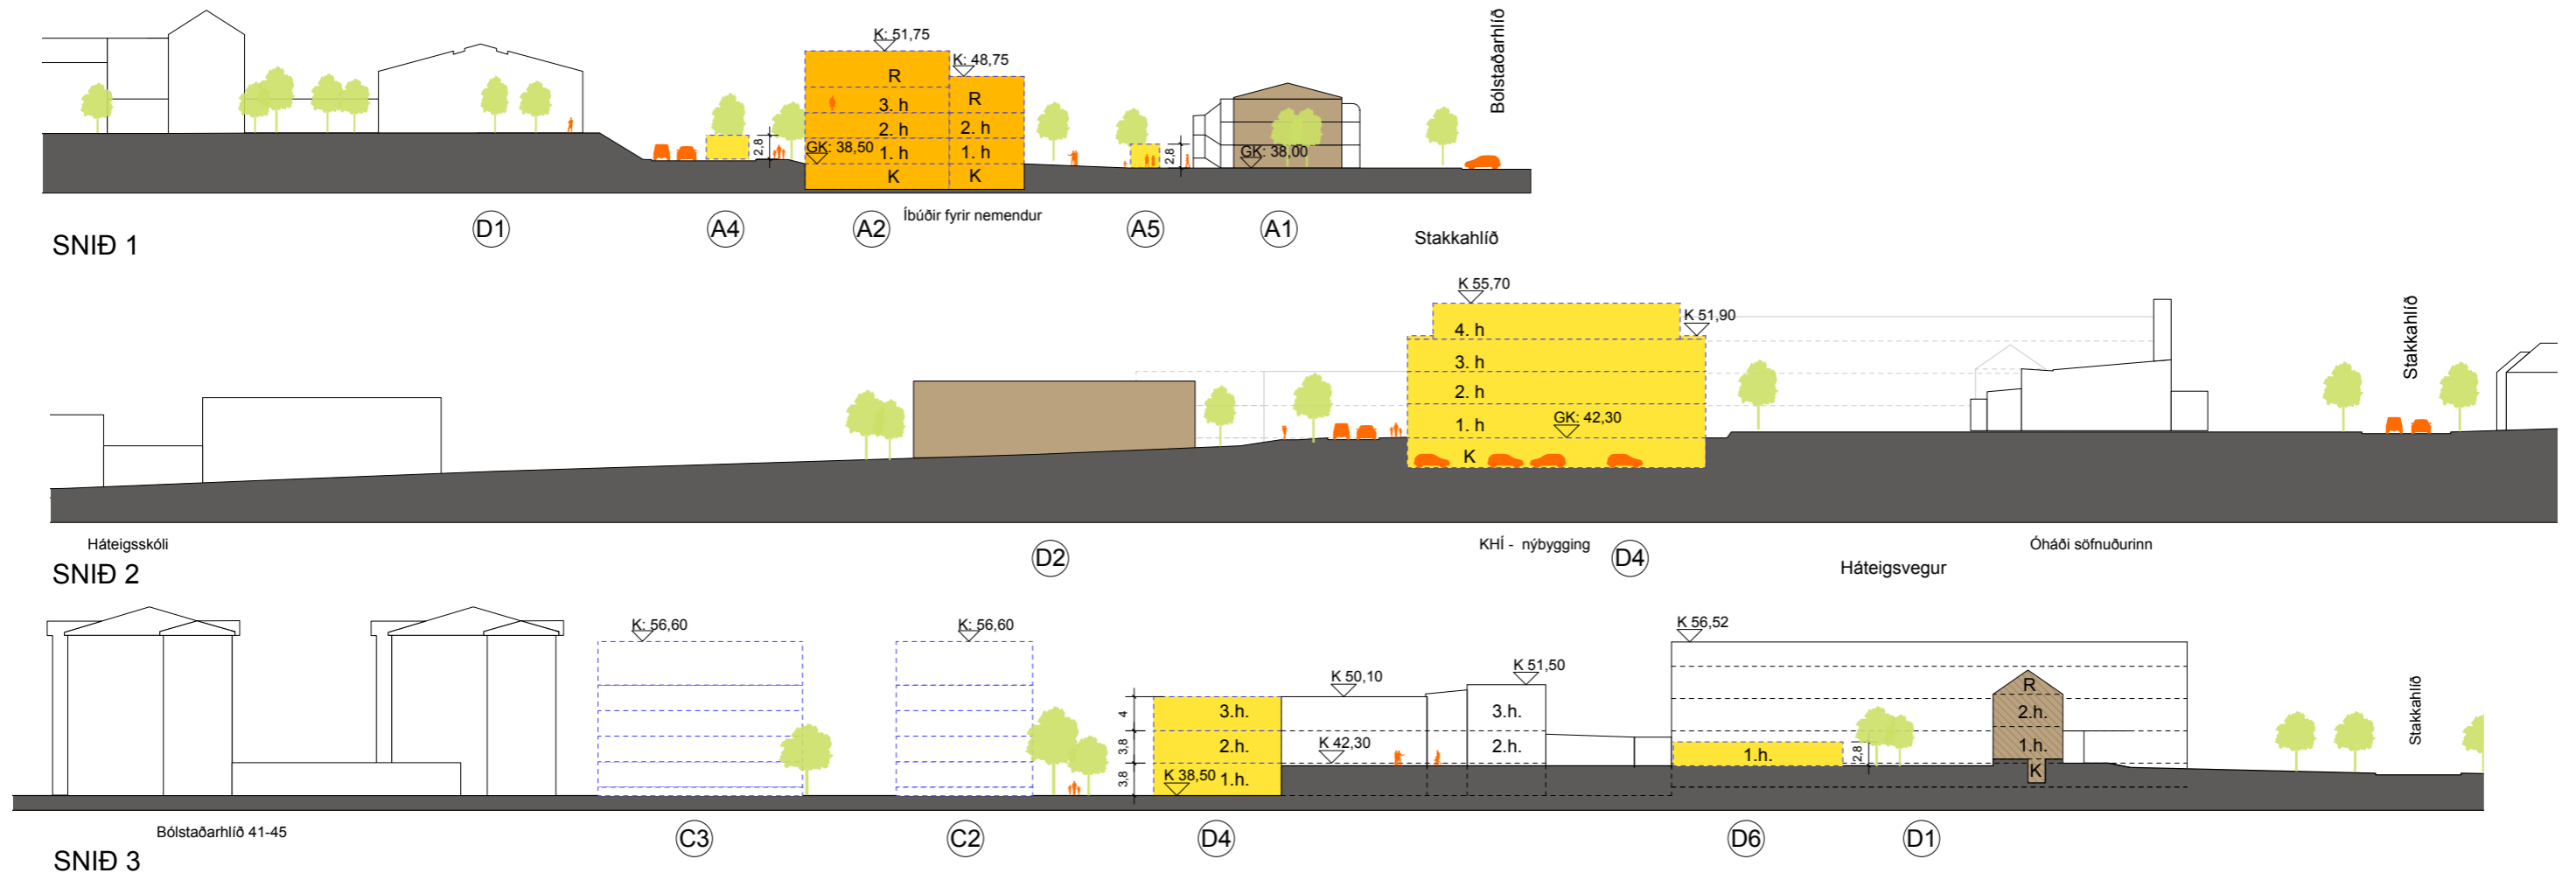 K: 51,75
K: 48,75
Bólstaðarhlíð
R
3. h
2. h
1. h
K
R
2. h
1. h
K
2,8
GK: 38,50
2,8
GK: 38,00
Íbúðir fyrir nemendur
D1
A4
A2
A5
A1
SNIÐ 1
Stakkahlíð
K 55,70
K 51,90
Stakkahlíð
4. h
3. h
2. h
1. h
GK: 42,30
K
Háteigsskóli
KHÍ - nýbygging
Óháði söfnuðurinn
D2
D4
SNIÐ 2
Háteigsvegur
K: 56,60
K: 56,60
K 56,52
K 50,10
K 51,50
4
3,8
3,8
3.h.
2.h.
1.h.
K 38,50
K 42,30
3.h.
2.h.
1.h.
2,8
R
2.h.
1.h.
K
Stakkahlíð
Bólstaðarhlíð 41-45
C3
C2
D4
D6
D1
SNIÐ 3